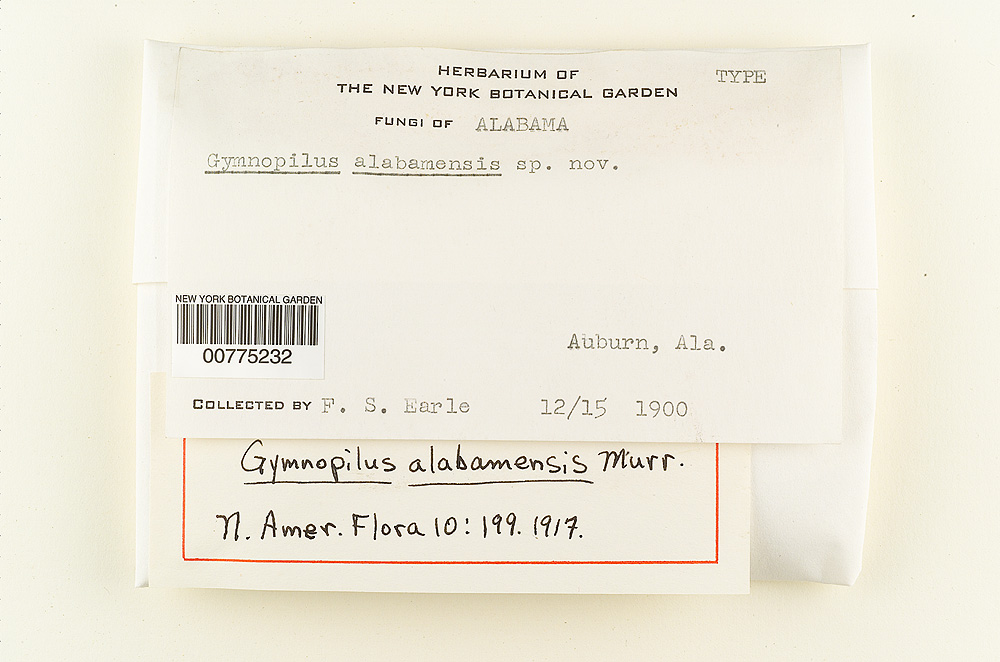 HERBARIUM OF
THE NEW YORK BOTANICAL GARDEN
TYPE
FUNGI OF ALABAMA
Gymnopilus alabamensis sp. nov.
NEW YORK BOTANICAL GARDEN
00775232
Auburn, Ala.
COLLECTED BY F. S. Earle 12/15 1900
Gymnopilus alabamensis Murr.
N. Amer. Flora 10: 199. 1917.